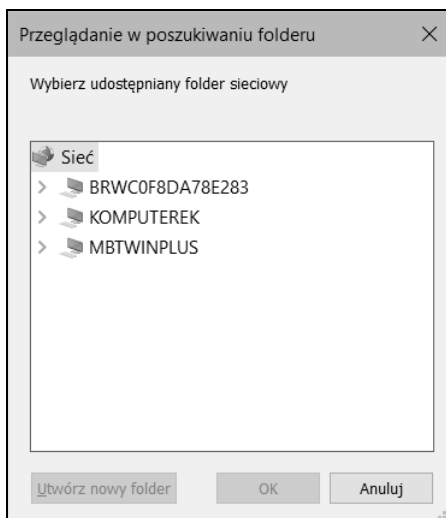 Przeglądanie w poszukiwaniu folderu
Wybierz udostępniany folder sieciowy
Sieć
BRWC0F8DA78E283
KOMPUTEREK
MBTWINPLUS
Utwórz nowy folder OK Anuluj